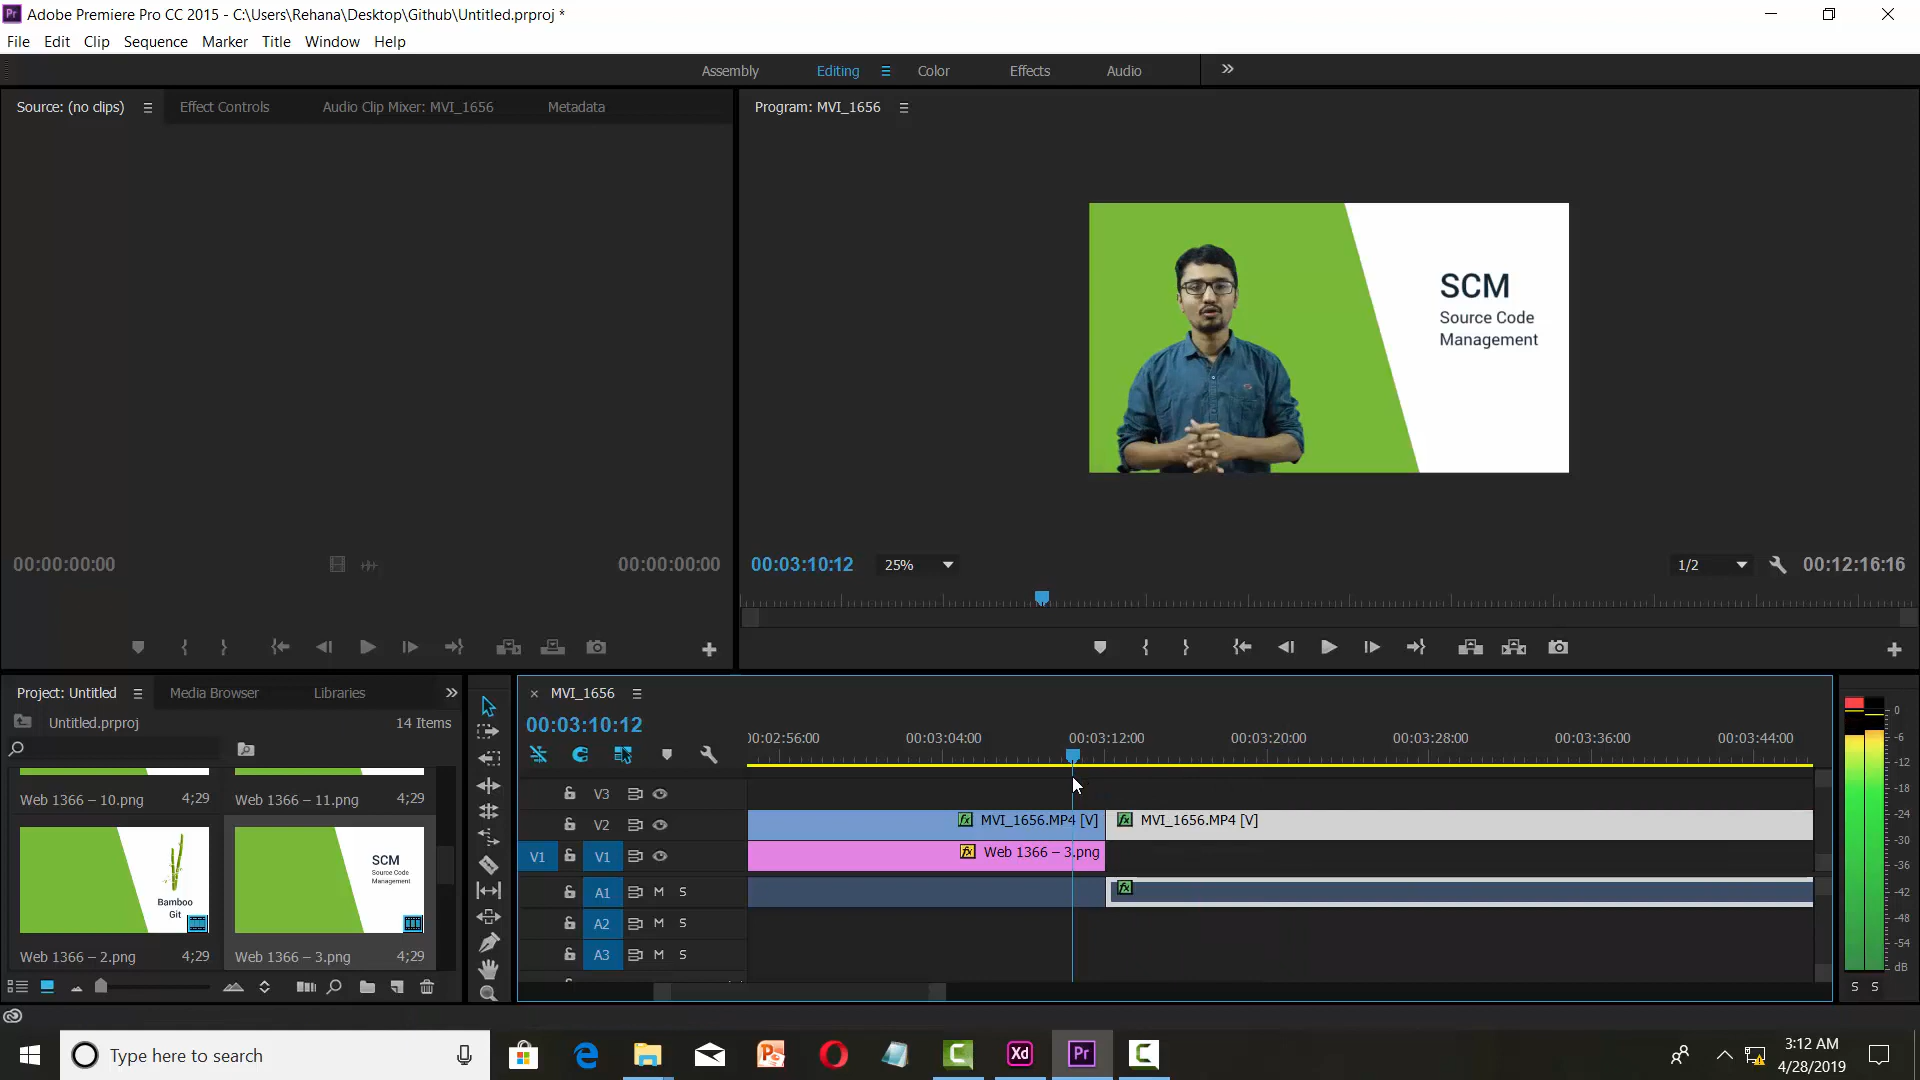 Pr Adobe Premiere Pro CC 2015 - C:\Users\Rehana\Desktop\Github\Untitled.prproj *
File Edit Clip Sequence Marker Title Window Help
Assembly Editing Color Effects Audio
Source: (no clips) Effect Controls Audio Clip Mixer: MVI_1656 Metadata
Program: MVI_1656
SCM
Source Code
Management
00:00:00:00 00:00:00:00
00:03:10:12 25% 1/2 00:12:16:16
Project: Untitled Media Browser Libraries
Untitled.prproj 14 Items
Web 1366 – 10.png 4;29 Web 1366 – 11.png 4;29
Bamboo
Git
SCM
Source Code
Management
Web 1366 – 2.png 4;29 Web 1366 – 3.png 4;29
× MVI_1656
00:03:10:12
00:02:56:00 00:03:04:00 00:03:12:00 00:03:20:00 00:03:28:00 00:03:36:00 00:03:44:00
V3
V2 fx MVI_1656.MP4 [V] fx MVI_1656.MP4 [V]
V1 V1 fx Web 1366 – 3.png
A1 M S fx
A2 M S
A3 M S
0
-6
-12
-18
-24
-30
-36
-42
-48
-54
dB
S S
Type here to search
Xd Pr
3:12 AM
4/28/2019